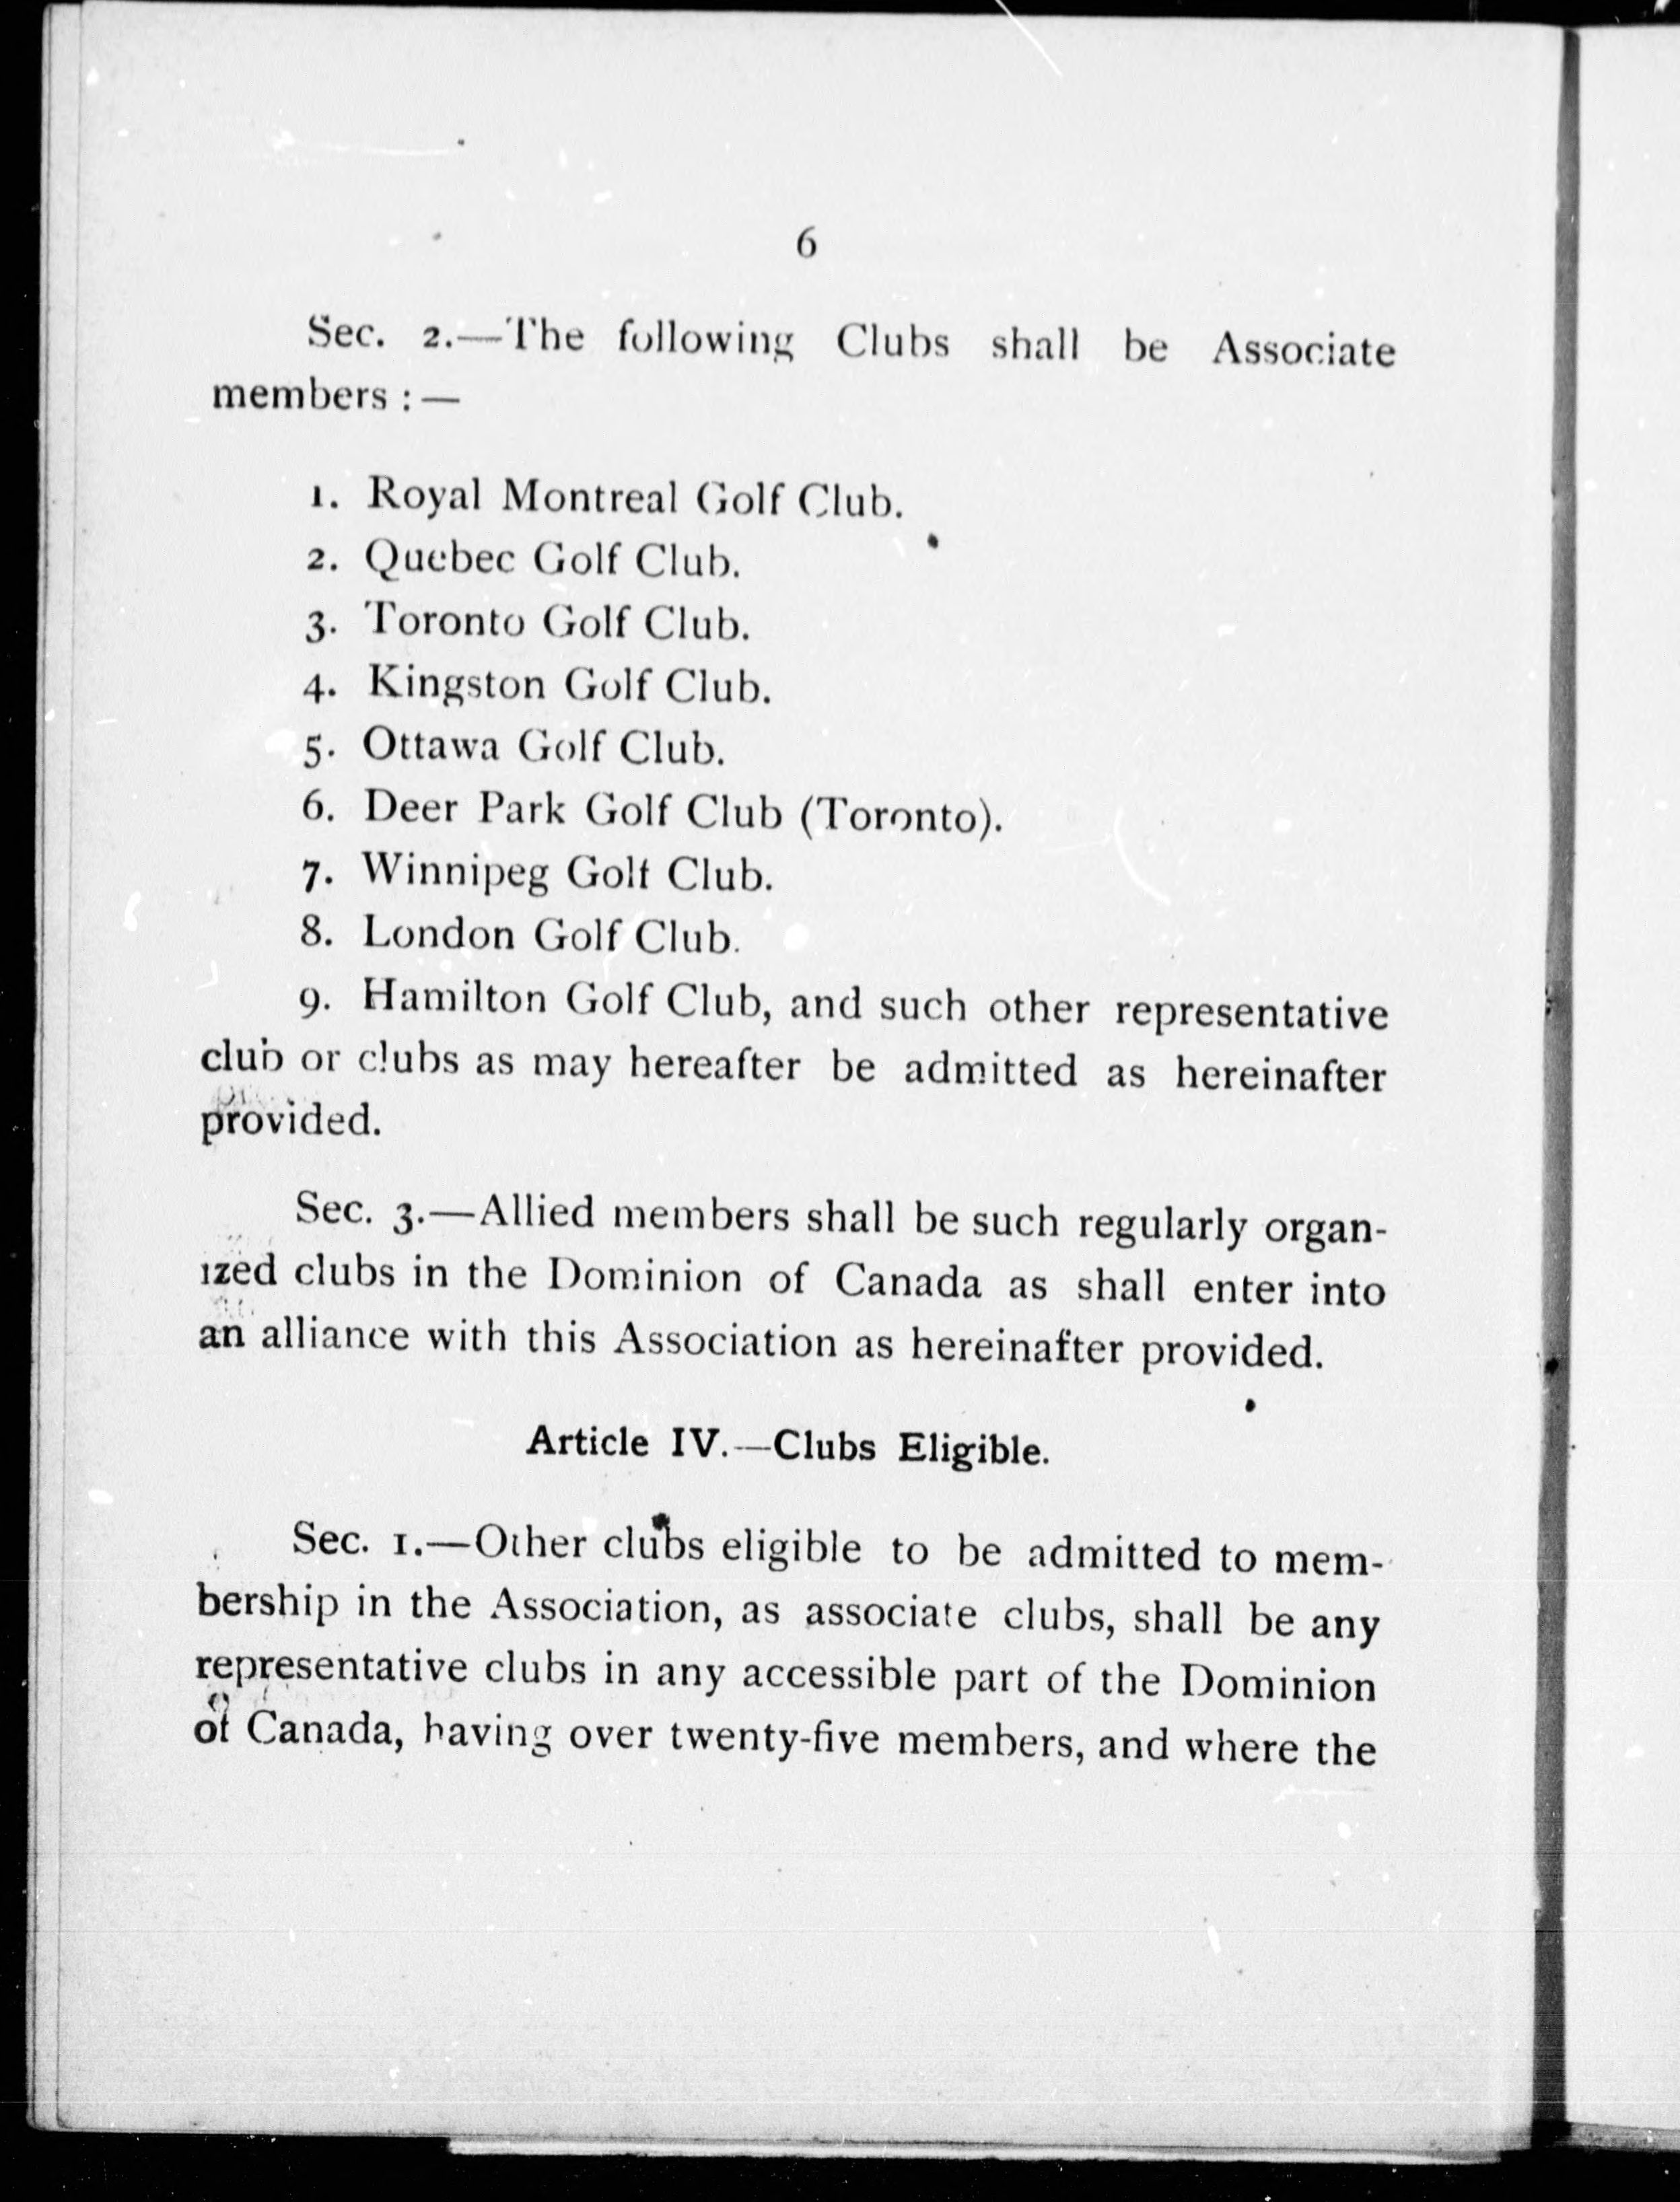 6
Sec. 2.—The following Clubs shall be Associate
members :—
1. Royal Montreal Golf Club.
2. Quebec Golf Club.
3. Toronto Golf Club.
4. Kingston Golf Club.
5. Ottawa Golf Club.
6. Deer Park Golf Club (Toronto).
7. Winnipeg Golf Club.
8. London Golf Club.
9. Hamilton Golf Club, and such other representative
club or clubs as may hereafter be admitted as hereinafter
provided.
Sec. 3.—Allied members shall be such regularly organ-
ized clubs in the Dominion of Canada as shall enter into
an alliance with this Association as hereinafter provided.
Article IV.—Clubs Eligible.
Sec. 1.—Other clubs eligible to be admitted to mem-
bership in the Association, as associate clubs, shall be any
representative clubs in any accessible part of the Dominion
of Canada, having over twenty-five members, and where the